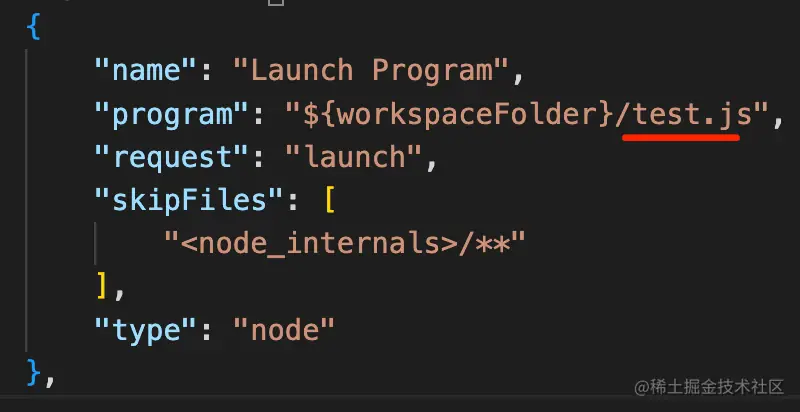 {
"name": "Launch Program",
"program": "${workspaceFolder}/test.js",
"request": "launch",
"skipFiles": [
"<node_internals>/**"
],
"type": "node"
},
@稀土掘金技术社区